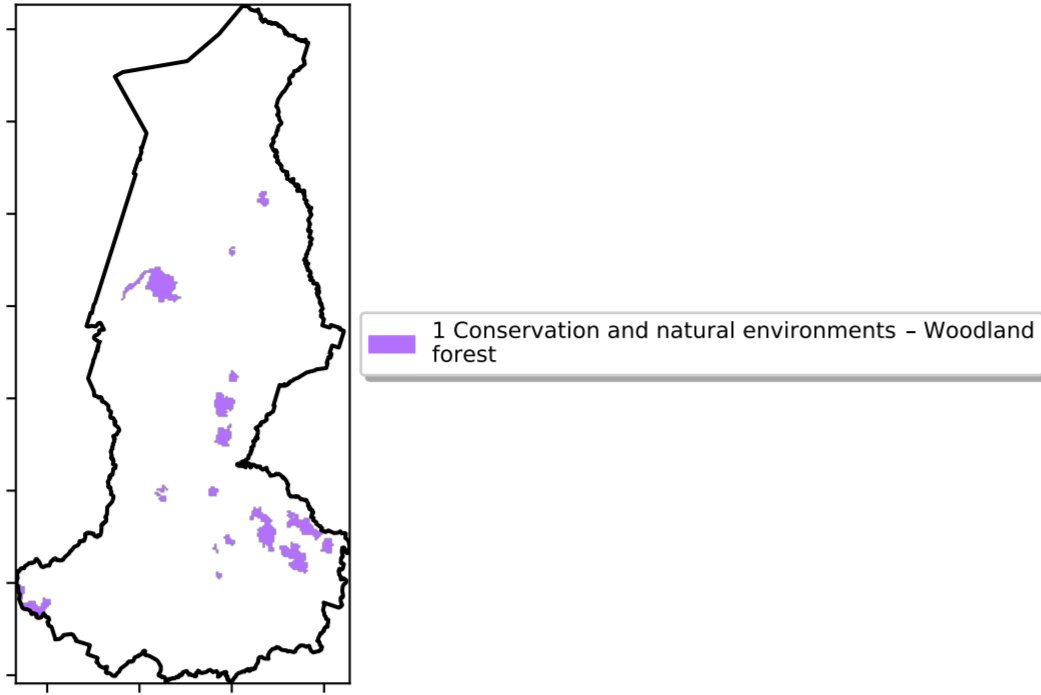 1 Conservation and natural environments – Woodland
forest